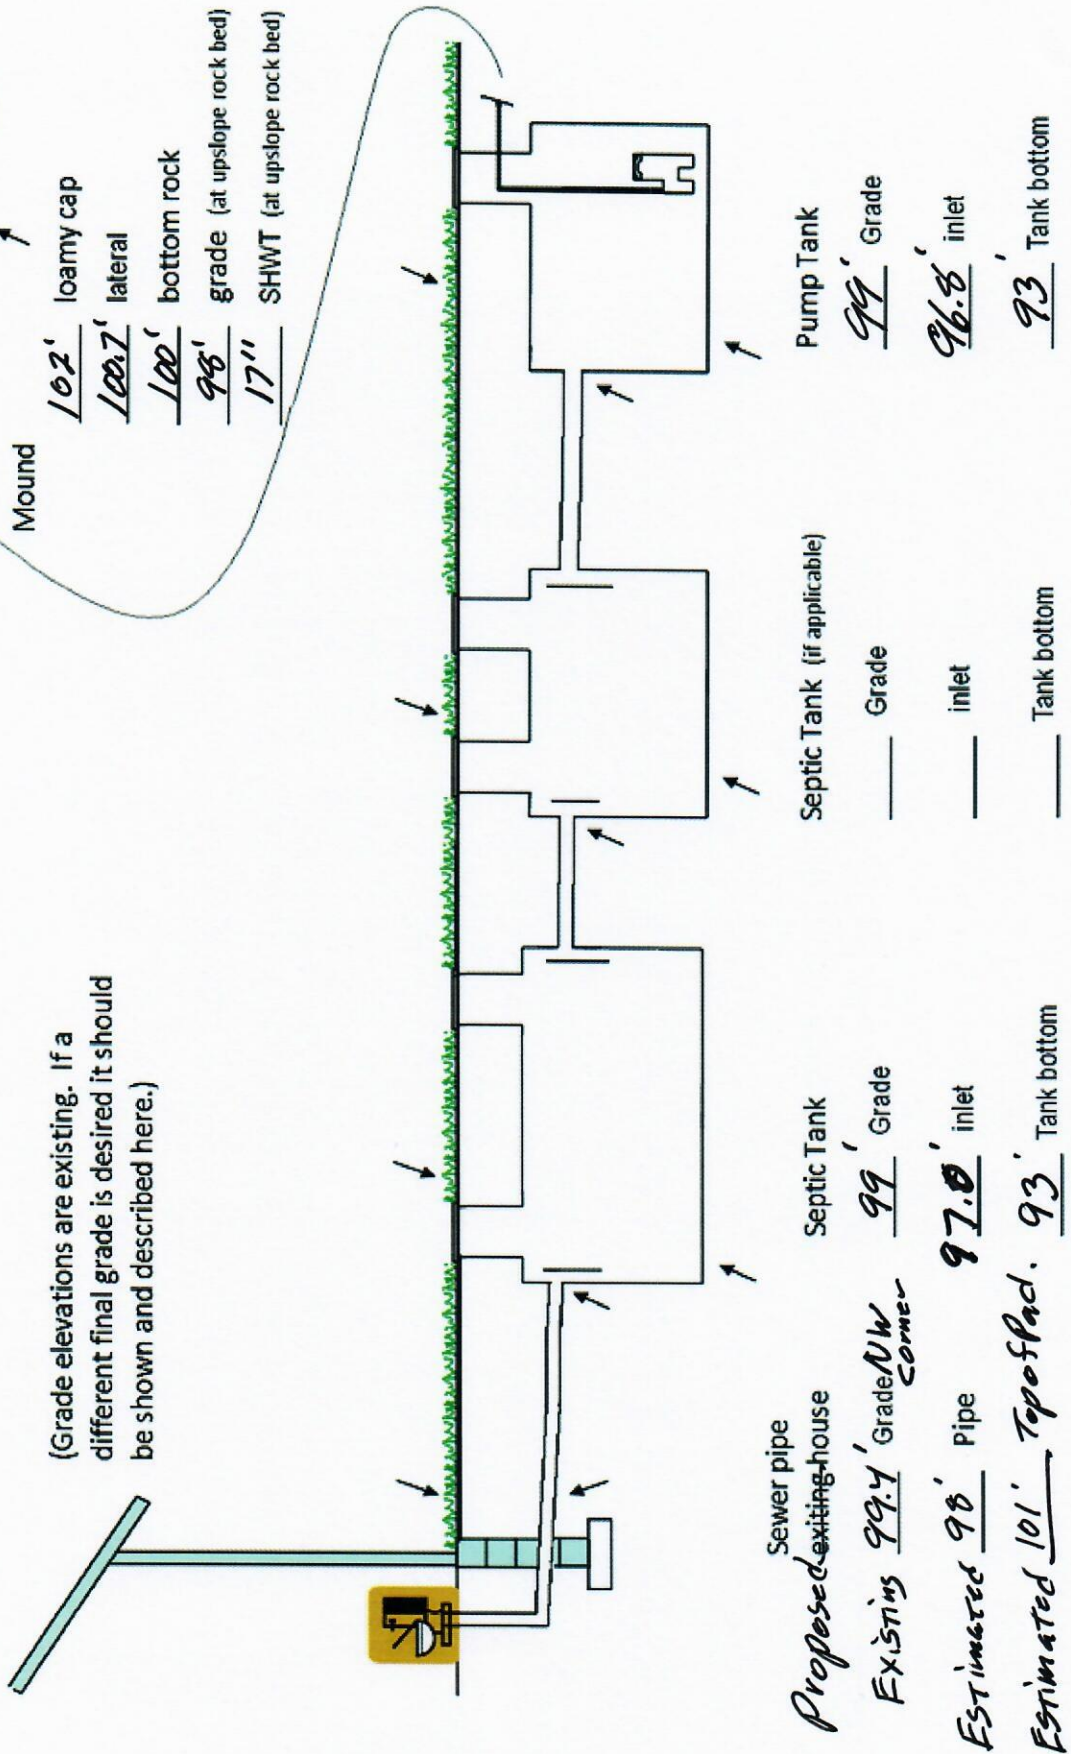 (Grade elevations are existing. If a
different final grade is desired it should
be shown and described here.)
Mound
102' loamy cap
100.7' lateral
100' bottom rock
98' grade (at upslope rock bed)
17" SHWT (at upslope rock bed)
Sewer pipe
Proposed exiting house
Existing 99.4' Grade NW corner
Estimated 98' Pipe
Estimated 101' Top of Pad.
Septic Tank
99' Grade
97.0' inlet
93' Tank bottom
Septic Tank (if applicable)
Grade
inlet
Tank bottom
Pump Tank
99' Grade
96.8' inlet
93' Tank bottom